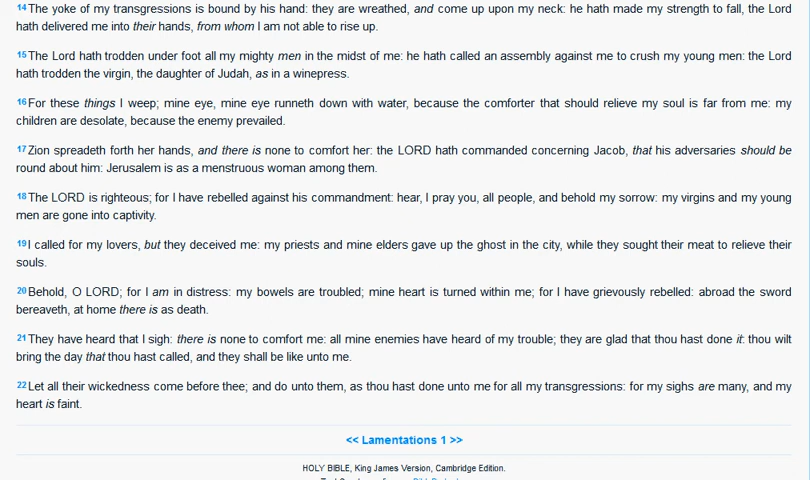 14The yoke of my transgressions is bound by his hand: they are wreathed, and come up upon my neck: he hath made my strength to fall, the Lord
hath delivered me into their hands, from whom I am not able to rise up.
15The Lord hath trodden under foot all my mighty men in the midst of me: he hath called an assembly against me to crush my young men: the Lord
hath trodden the virgin, the daughter of Judah, as in a winepress.
16For these things I weep; mine eye, mine eye runneth down with water, because the comforter that should relieve my soul is far from me: my
children are desolate, because the enemy prevailed.
17Zion spreadeth forth her hands, and there is none to comfort her: the LORD hath commanded concerning Jacob, that his adversaries should be
round about him: Jerusalem is as a menstruous woman among them.
18The LORD is righteous; for I have rebelled against his commandment: hear, I pray you, all people, and behold my sorrow: my virgins and my young
men are gone into captivity.
19I called for my lovers, but they deceived me: my priests and mine elders gave up the ghost in the city, while they sought their meat to relieve their
souls.
20Behold, O LORD; for I am in distress: my bowels are troubled; mine heart is turned within me; for I have grievously rebelled: abroad the sword
bereaveth, at home there is as death.
21They have heard that I sigh: there is none to comfort me: all mine enemies have heard of my trouble; they are glad that thou hast done it: thou wilt
bring the day that thou hast called, and they shall be like unto me.
22Let all their wickedness come before thee; and do unto them, as thou hast done unto me for all my transgressions: for my sighs are many, and my
heart is faint.
<< Lamentations 1 >>
HOLY BIBLE, King James Version, Cambridge Edition.